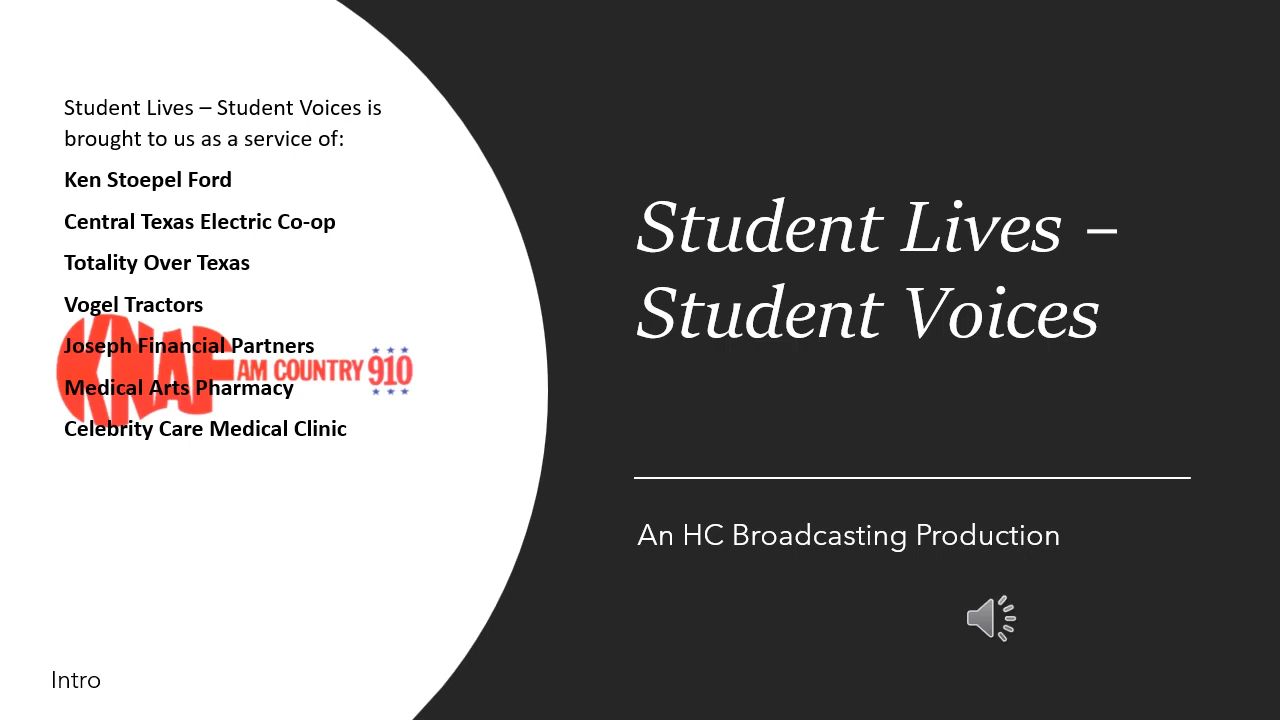 Student Lives – Student Voices is
brought to us as a service of:
Ken Stoepel Ford
Central Texas Electric Co-op
Totality Over Texas
Vogel Tractors
Joseph Financial Partners
KNAF AM COUNTRY 910
Medical Arts Pharmacy
Celebrity Care Medical Clinic
Intro
Student Lives –
Student Voices
An HC Broadcasting Production